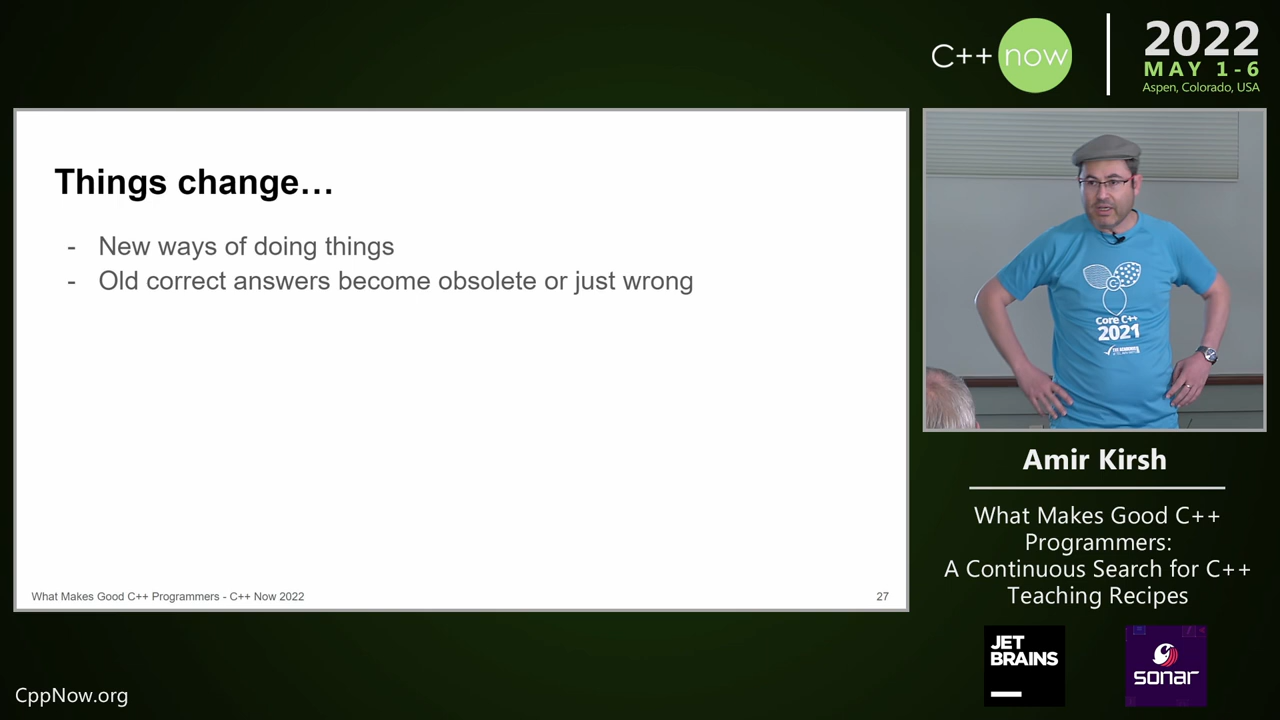 C++ now
2022
MAY 1-6
Aspen, Colorado, USA
Things change…
- New ways of doing things
- Old correct answers become obsolete or just wrong
What Makes Good C++ Programmers - C++ Now 2022
27
Core C++
2021
Amir Kirsh
What Makes Good C++
Programmers:
A Continuous Search for C++
Teaching Recipes
JET
BRAINS
sonar
CppNow.org